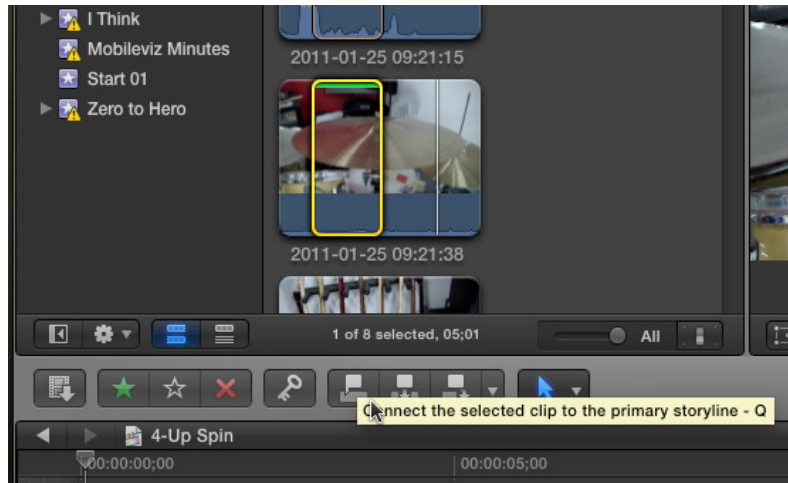 I Think
Mobileviz Minutes
Start 01
Zero to Hero
2011-01-25 09:21:15
2011-01-25 09:21:38
1 of 8 selected, 05;01
All
Connect the selected clip to the primary storyline - Q
4-Up Spin
00:00:00;00
00:00:05;00